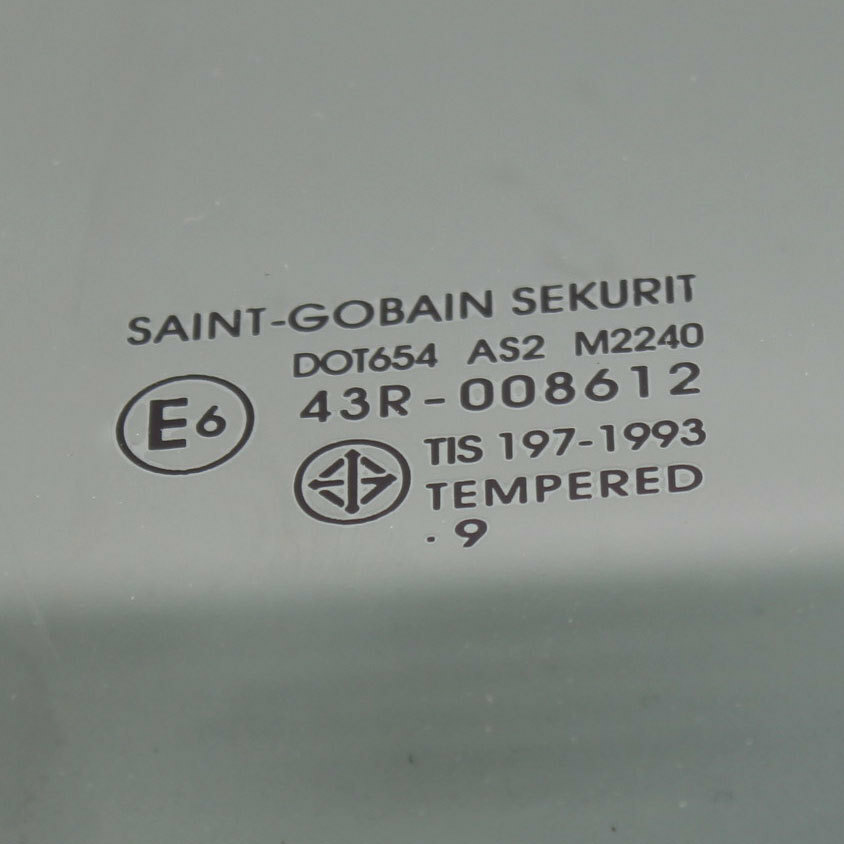 SAINT-GOBAIN SEKURIT
DOT654 AS2 M2240
43R-008612
E6
TIS 197-1993
TEMPERED
. 9